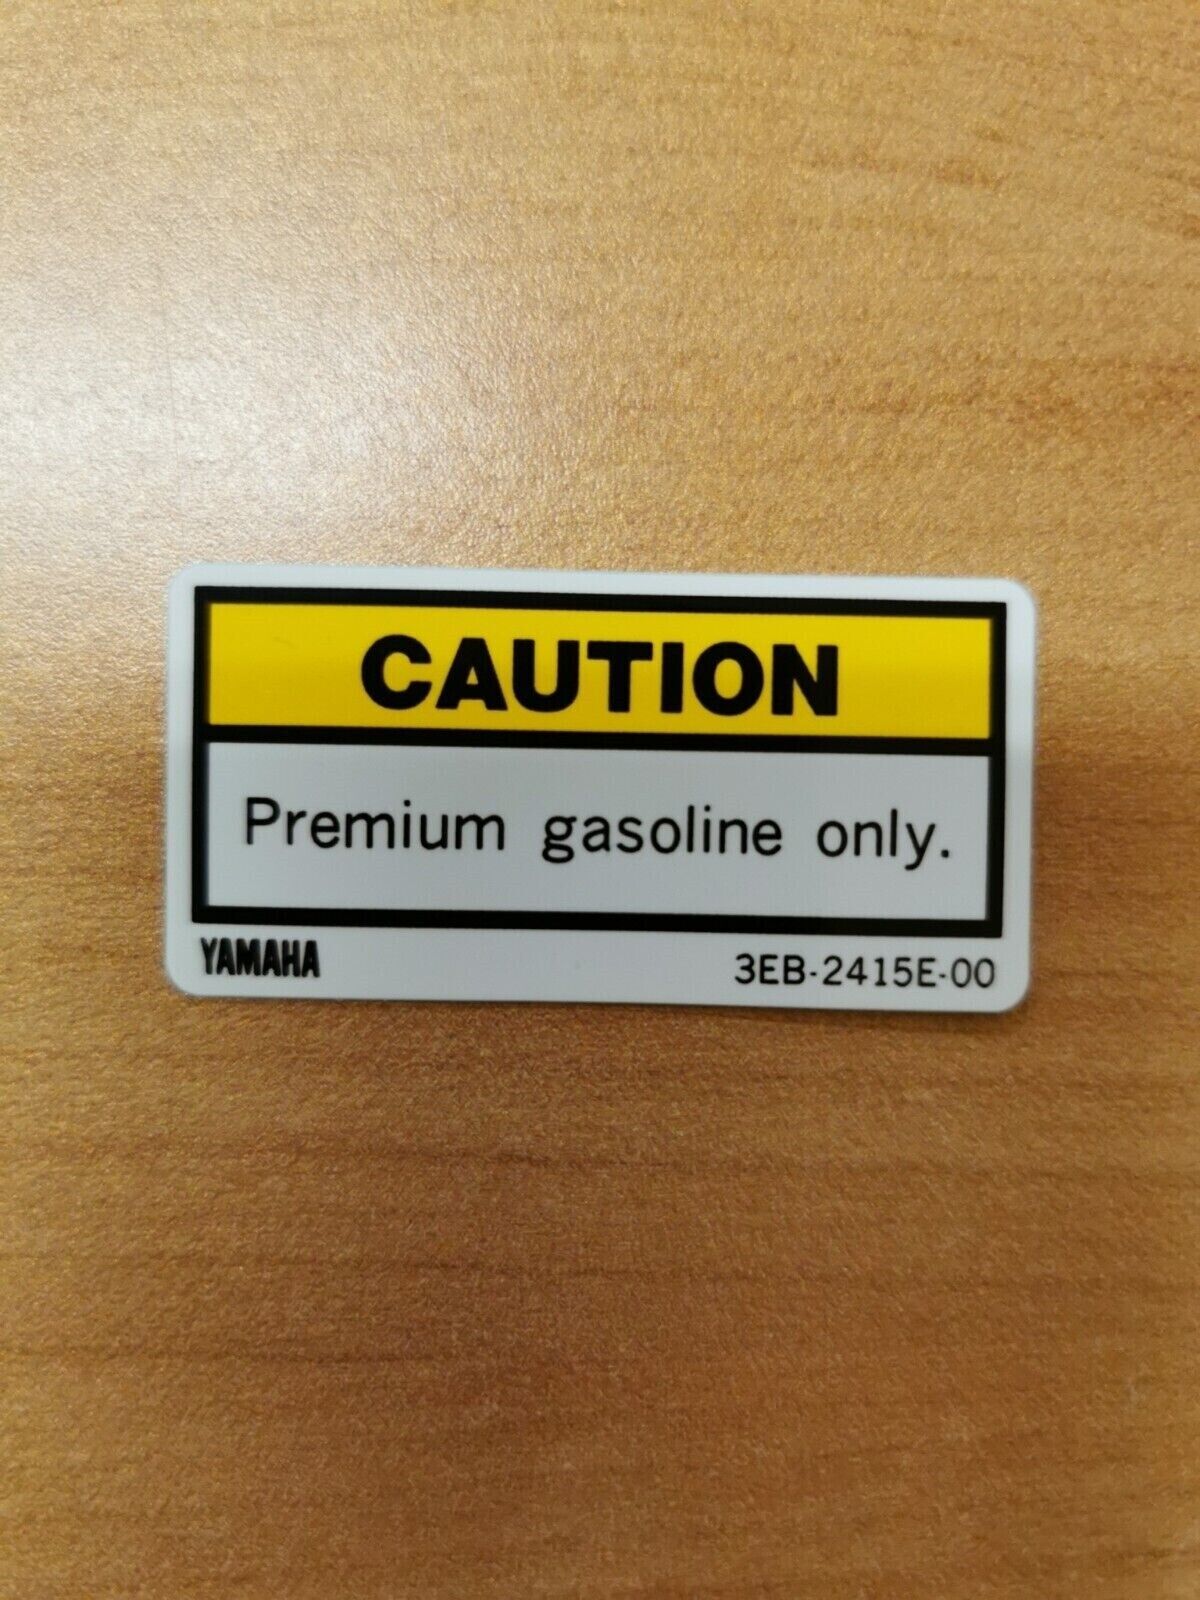 CAUTION
Premium gasoline only.
YAMAHA 3EB-2415E-00